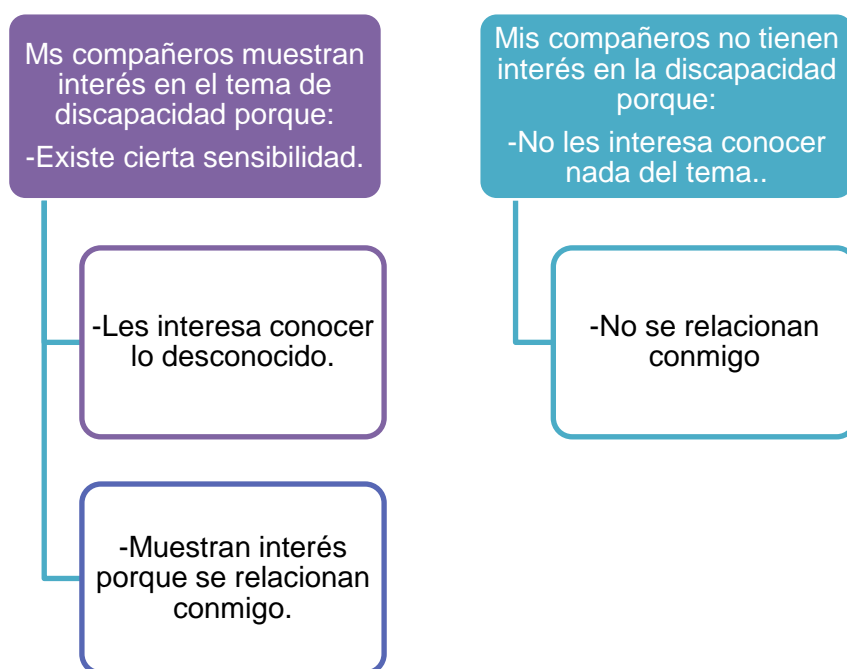 Ms compañeros muestran
interés en el tema de
discapacidad porque:
-Existe cierta sensibilidad.
-Les interesa conocer
lo desconocido.
-Muestran interés
porque se relacionan
conmigo.
Mis compañeros no tienen
interés en la discapacidad
porque:
-No les interesa conocer
nada del tema..
-No se relacionan
conmigo